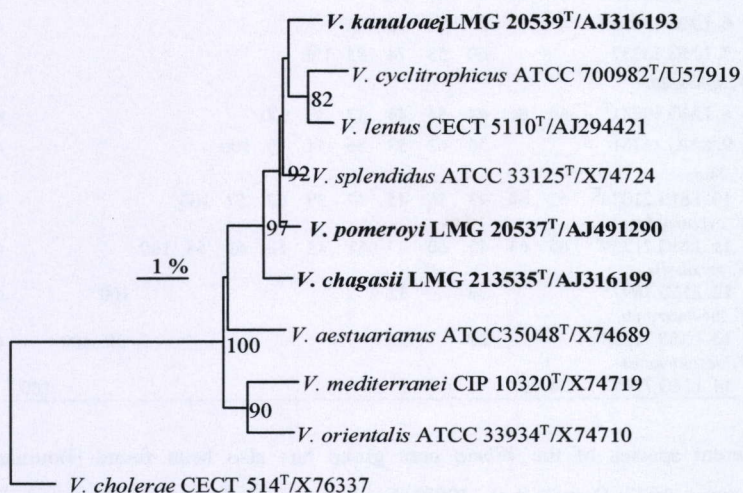 V. kanaloaej LMG 20539T/AJ316193
V. cyclitrophicus ATCC 700982T/U57919
82
V. lentus CECT 5110T/AJ294421
92
V. splendidus ATCC 33125T/X74724
V. pomeroyi LMG 20537T/AJ491290
97
V. chagasii LMG 213535T/AJ316199
1 %
V. aestuarianus ATCC35048T/X74689
100
V. mediterranei CIP 10320T/X74719
90
V. orientalis ATCC 33934T/X74710
V. cholerae CECT 514T/X76337